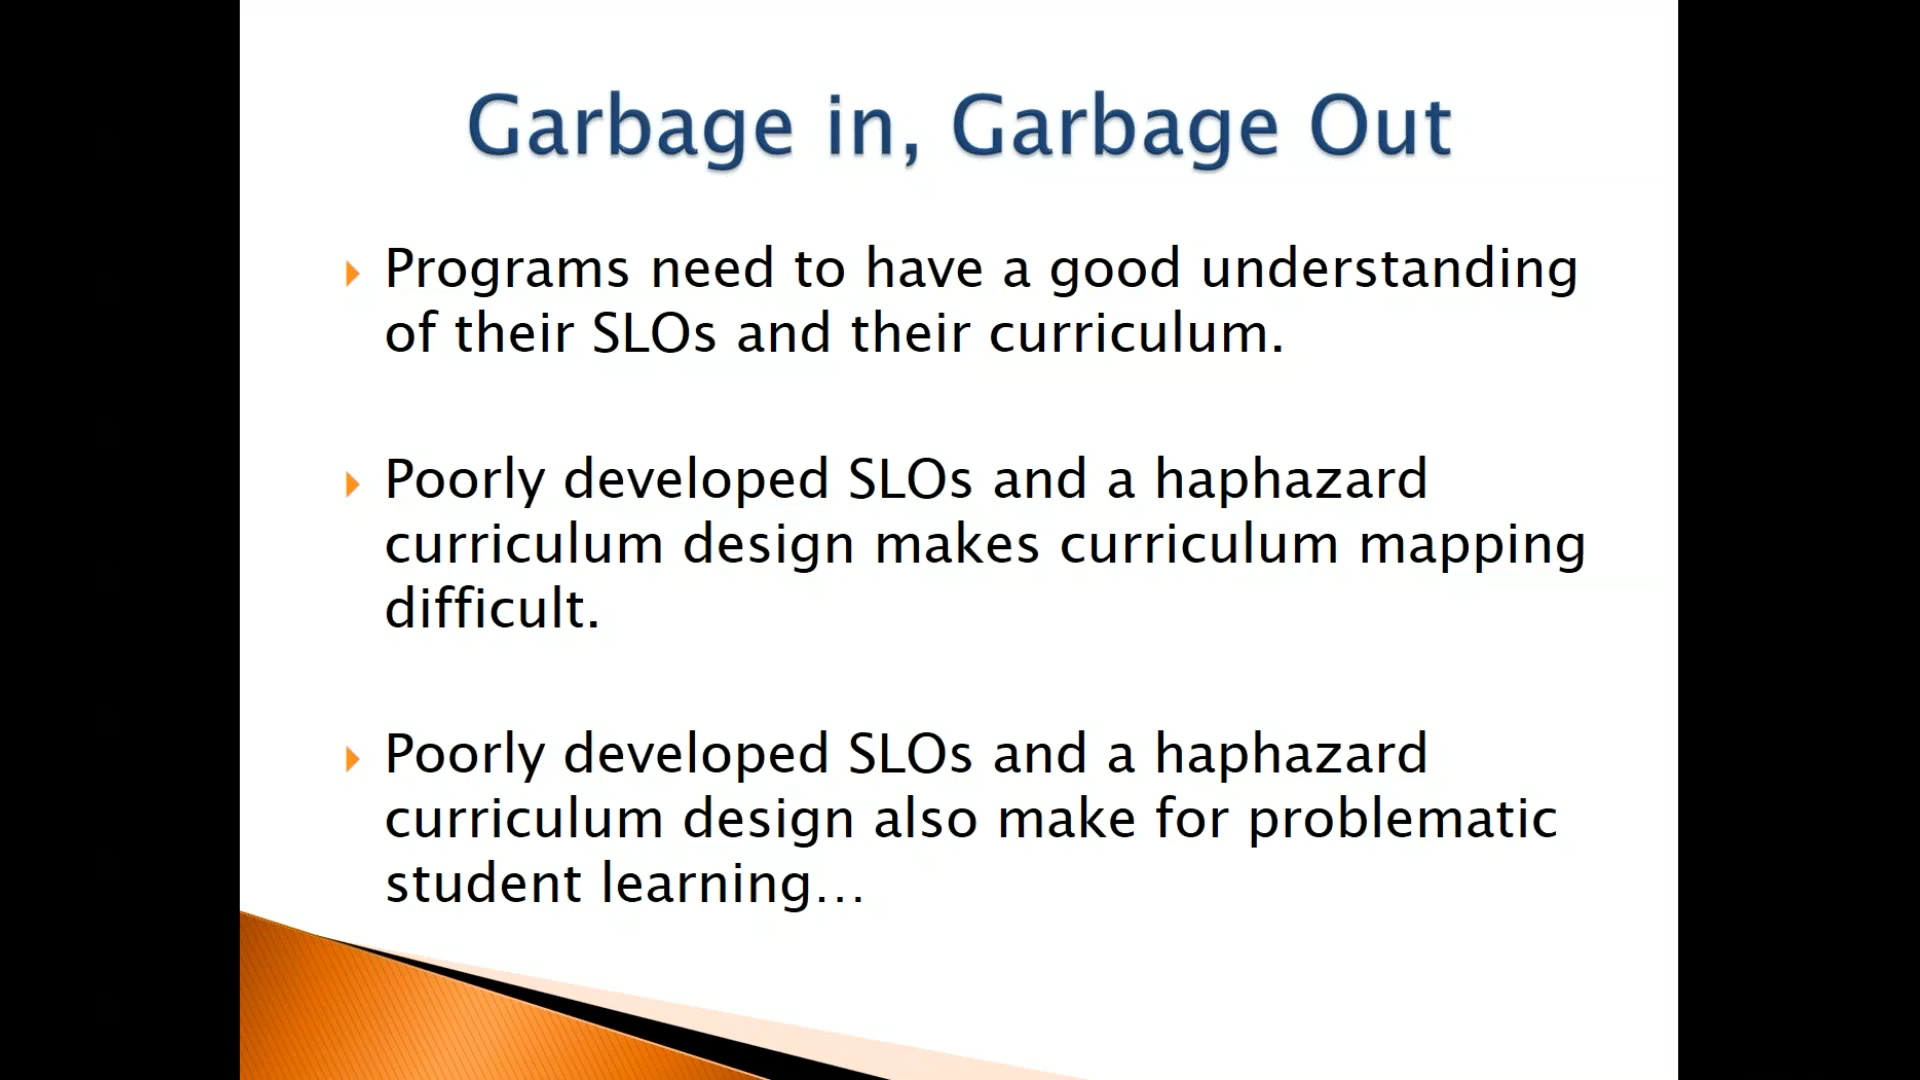 Garbage in, Garbage Out
Programs need to have a good understanding
of their SLOs and their curriculum.
Poorly developed SLOs and a haphazard
curriculum design makes curriculum mapping
difficult.
Poorly developed SLOs and a haphazard
curriculum design also make for problematic
student learning…